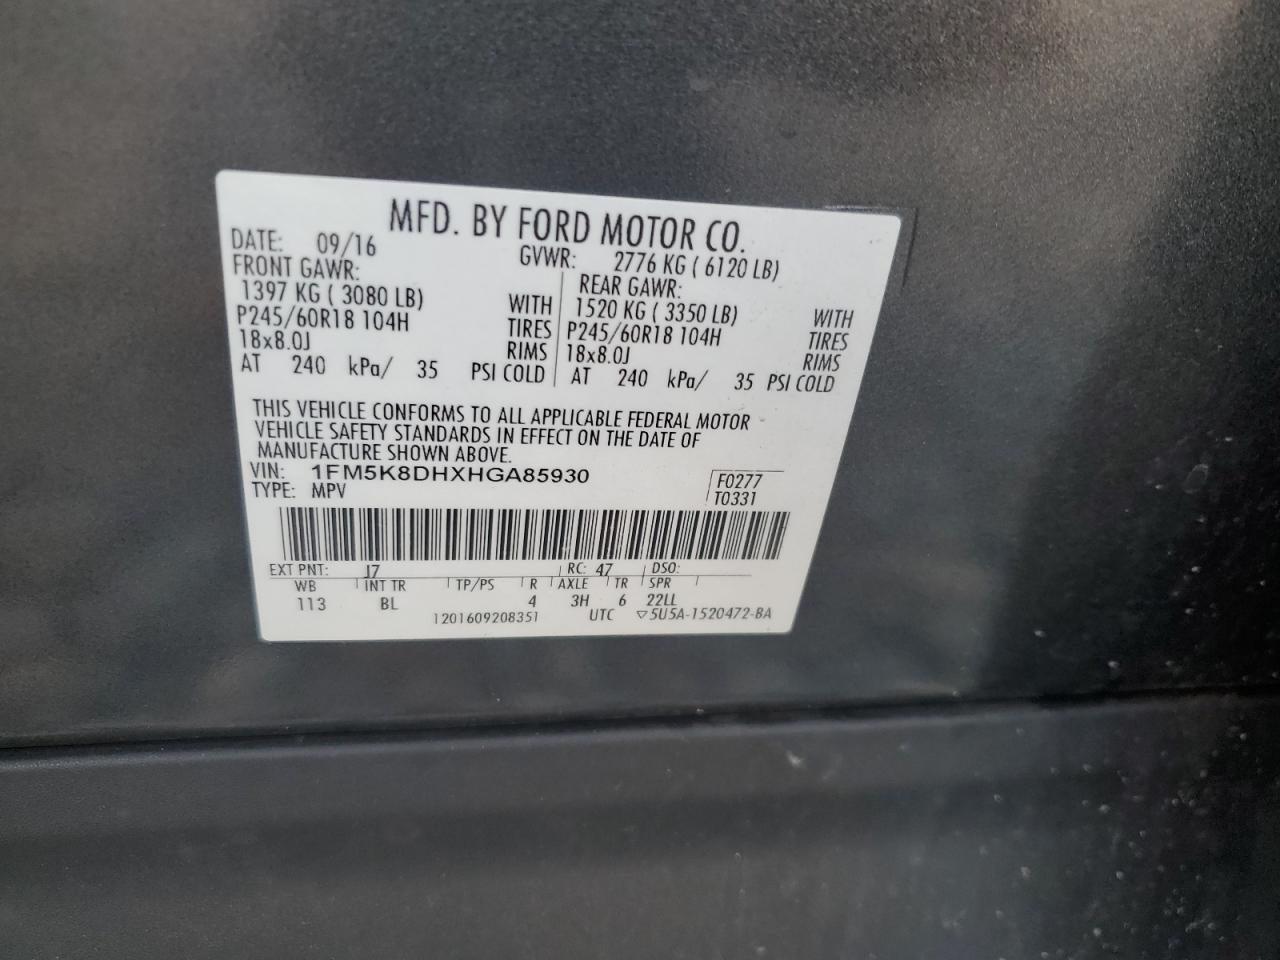 MFD. BY FORD MOTOR CO.
DATE: 09/16 GVWR: 2776 KG ( 6120 LB)
FRONT GAWR: REAR GAWR:
1397 KG ( 3080 LB) WITH 1520 KG ( 3350 LB) WITH
P245/60R18 104H TIRES P245/60R18 104H TIRES
18x8.0J RIMS 18x8.0J RIMS
AT 240 kPa/ 35 PSI COLD AT 240 kPa/ 35 PSI COLD
THIS VEHICLE CONFORMS TO ALL APPLICABLE FEDERAL MOTOR
VEHICLE SAFETY STANDARDS IN EFFECT ON THE DATE OF
MANUFACTURE SHOWN ABOVE.
VIN: 1FM5K8DHXHGA85930 F0277
TYPE: MPV T0331
EXT PNT: J7 RC: 47 DSO:
WB INT TR TP/PS R AXLE TR SPR
113 BL 4 3H 6 22LL
1201609208351 UTC ▽5U5A-1520472-BA